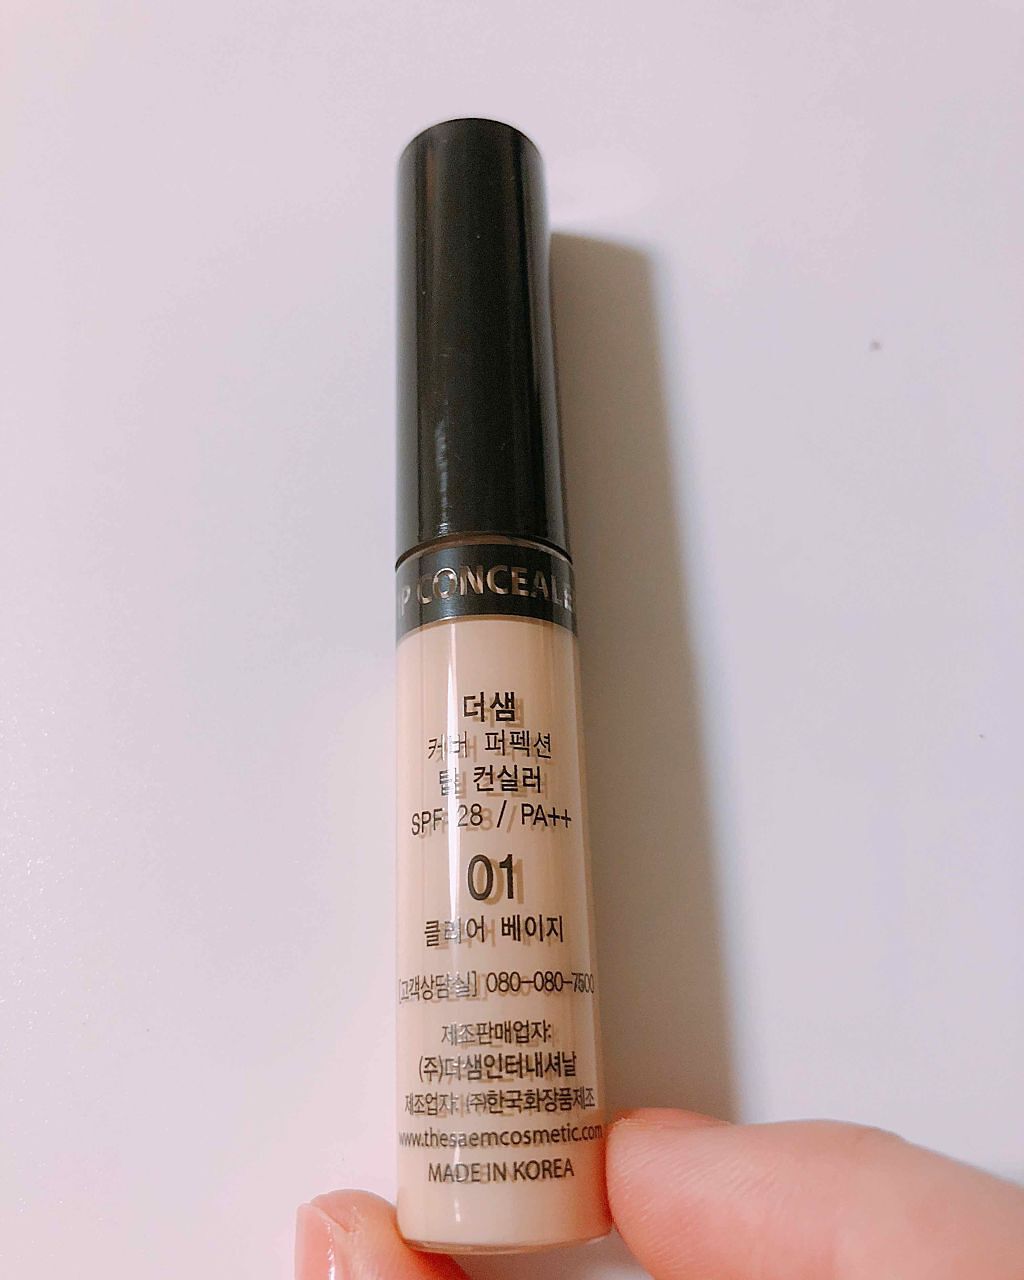 P CONCEALE
더샘
커버 퍼펙션
팁 컨실러
SPF 28 / PA++
01
클리어 베이지
[고객상담실] 080-080-7500
제조판매업자:
(주)더샘인터내셔날
제조업자: (주)한국화장품제조
www.thesaemcosmetic.com
MADE IN KOREA